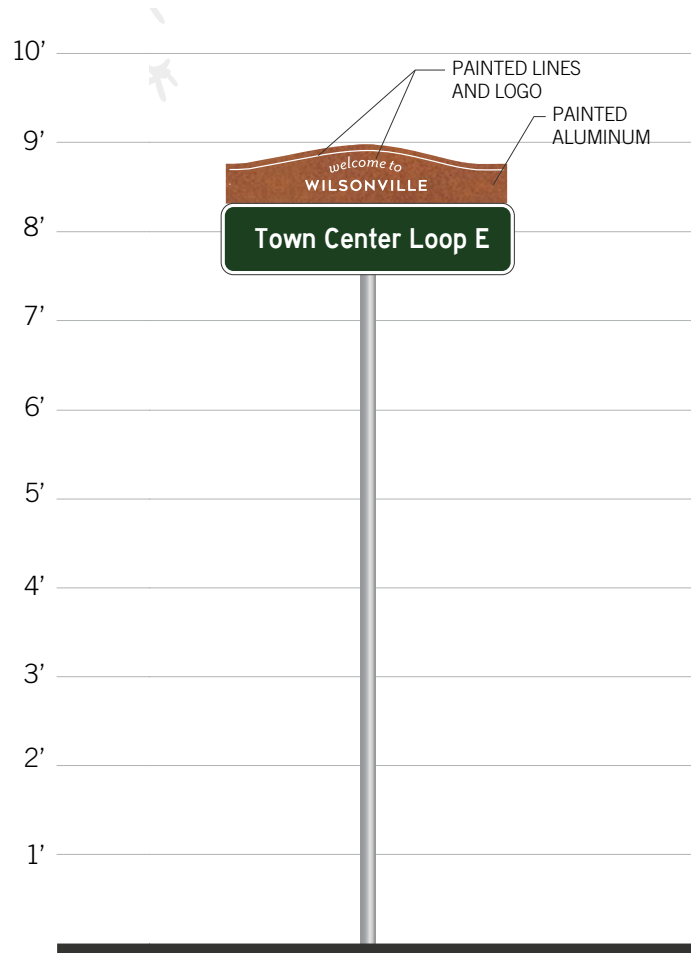 10’
PAINTED LINES
AND LOGO
PAINTED
ALUMINUM
9’
welcome to
WILSONVILLE
8’
Town Center Loop E
7’
6’
5’
4’
3’
2’
1’